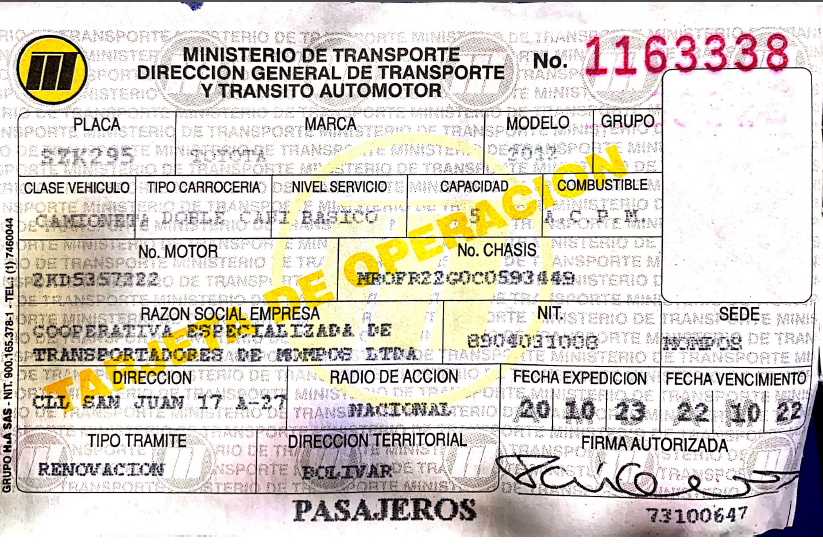 MINISTERIO DE TRANSPORTE
DIRECCION GENERAL DE TRANSPORTE
Y TRANSITO AUTOMOTOR
No. 1163338
PLACA MARCA MODELO GRUPO
SZK295 TOYOTA 2012
CLASE VEHICULO TIPO CARROCERIA NIVEL SERVICIO CAPACIDAD COMBUSTIBLE
CAMIONETA DOBLE CABI BASICO 5 A.C.P.M.
No. MOTOR No. CHASIS
2KD5357222 MROFR22G0C0593449
TARJETA DE OPERACION
RAZON SOCIAL EMPRESA NIT. SEDE
COOPERATIVA ESPECIALIZADA DE
TRANSPORTADORES DE MOMPOS LTDA 8904031008 MOMPOS
DIRECCION RADIO DE ACCION FECHA EXPEDICION FECHA VENCIMIENTO
CLL SAN JUAN 17 A-27 NACIONAL 20 10 23 22 10 22
TIPO TRAMITE DIRECCION TERRITORIAL FIRMA AUTORIZADA
RENOVACION BOLIVAR
73100647
PASAJEROS
GRUPO H.A SAS - NIT. 900.165.378-1 - TEL.: (1) 7460044